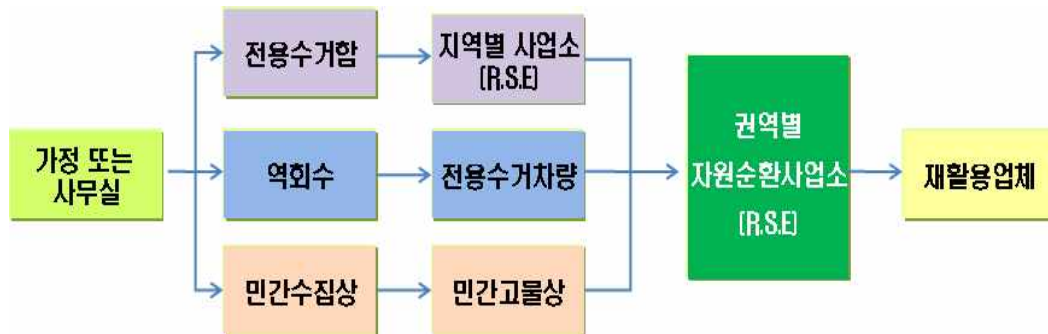 가정 또는
사무실
전용수거함
지역별 사업소
(R.S.E)
역회수
전용수거차량
민간수집상
민간고물상
권역별
자원순환사업소
(R.S.E)
재활용업체